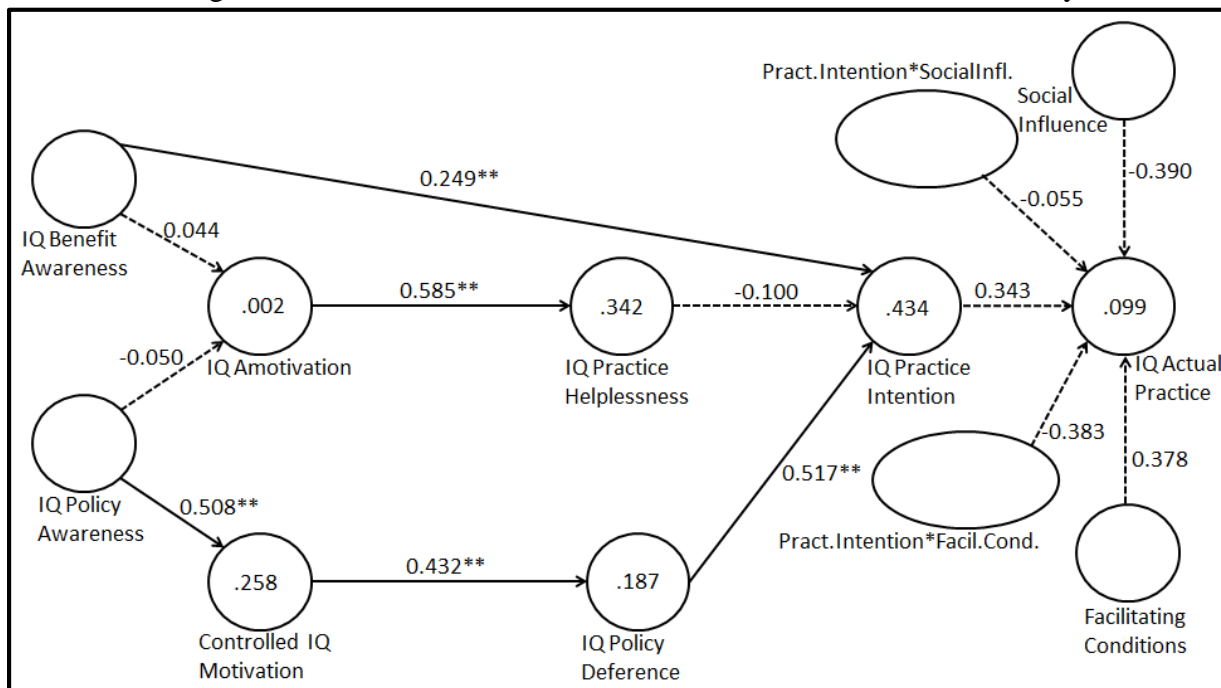 Pract.Intention*SocialInfl.
Social
Influence
-0.390
0.249**
-0.055
IQ Benefit
Awareness
0.044
.002
0.585**
.342
-0.100
.434
0.343
.099
-0.050
IQ Amotivation
IQ Practice
Helplessness
IQ Practice
Intention
IQ Actual
Practice
-0.383
0.378
IQ Policy
Awareness
0.508**
0.517**
Pract.Intention*Facil.Cond.
.258
0.432**
.187
Controlled IQ
Motivation
IQ Policy
Deference
Facilitating
Conditions